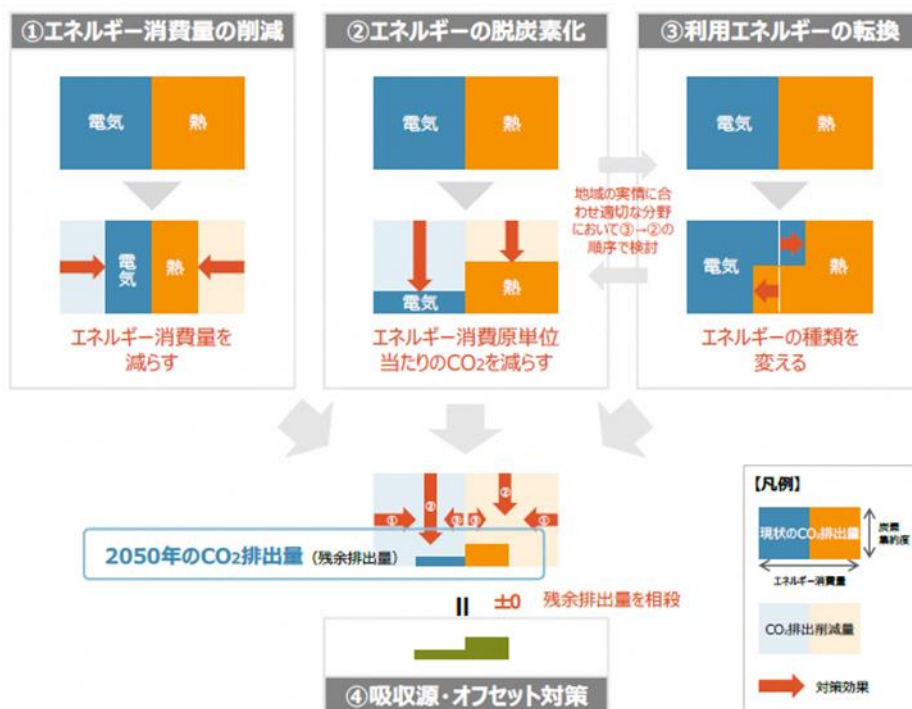 ①エネルギー消費量の削減
電気
熱
電気
熱
エネルギー消費量を
減らす
②エネルギーの脱炭素化
電気
熱
電気
熱
エネルギー消費原単位
当たりのCO₂を減らす
地域の実情に合
わせ適切な分野
において③→②の
順序で検討
③利用エネルギーの転換
電気
熱
電気
熱
エネルギーの種類を
変える
①
②
③
③
②
①
2050年のCO₂排出量（残余排出量）
±0 残余排出量を相殺
④吸収源・オフセット対策
【凡例】
現状のCO₂排出量
炭素
集約度
エネルギー消費量
CO₂排出削減量
対策効果